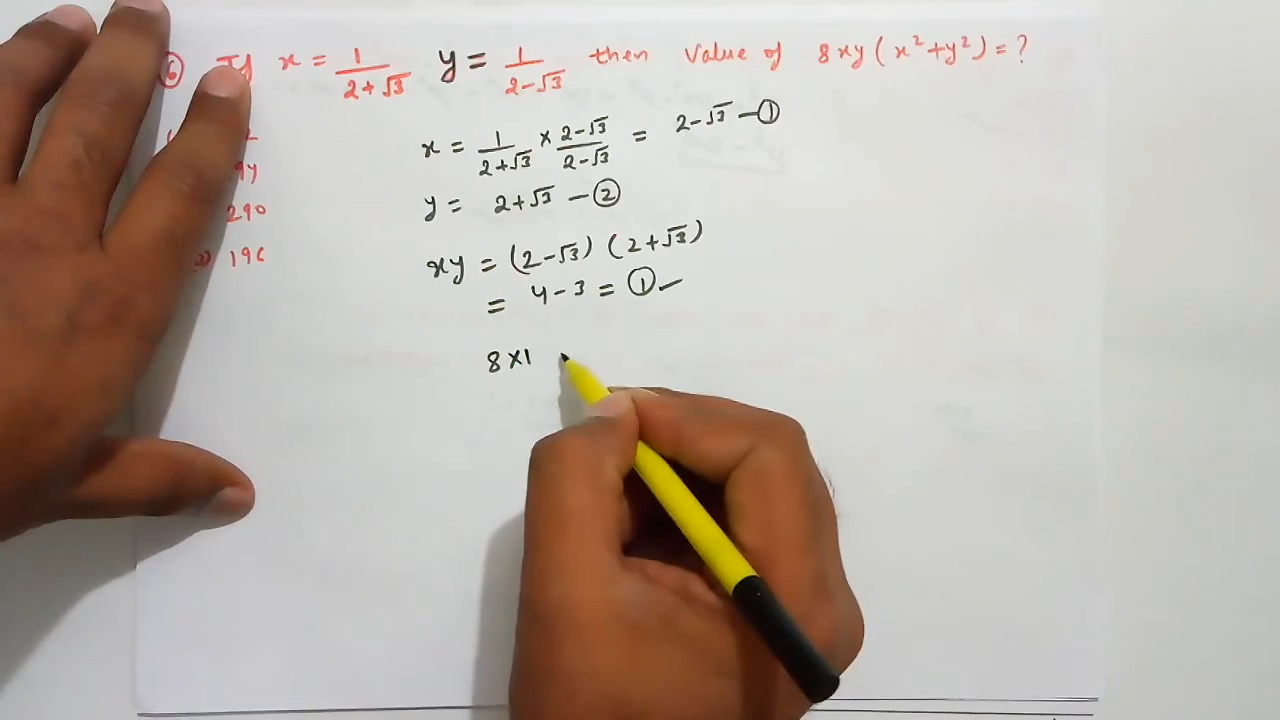 6 If x = 1/(2+√3) y = 1/(2-√3) then value of 8xy(x²+y²)=?
x = 1/(2+√3) × (2-√3)/(2-√3) = 2-√3 – ①
y = 2+√3 – ②
290
xy = (2-√3)(2+√3)
196
= 4-3 = ① ✓
8×1